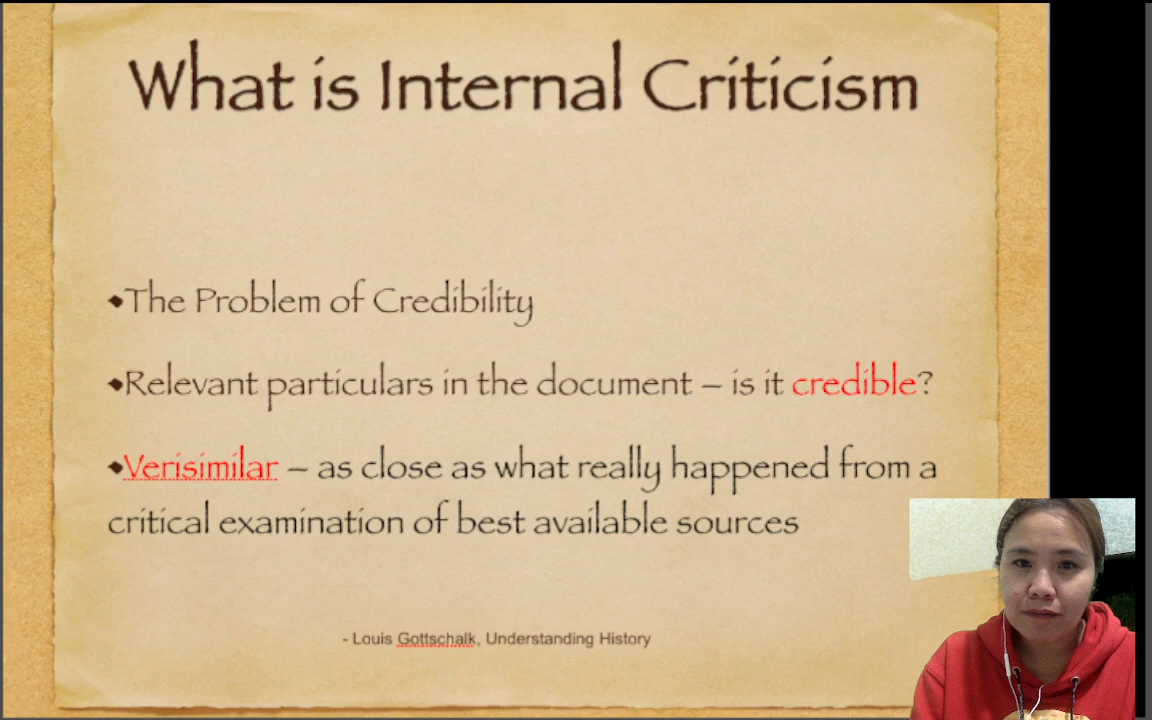 What is Internal Criticism
•The Problem of Credibility
•Relevant particulars in the document – is it credible?
•Verisimilar – as close as what really happened from a
critical examination of best available sources
- Louis Gottschalk, Understanding History